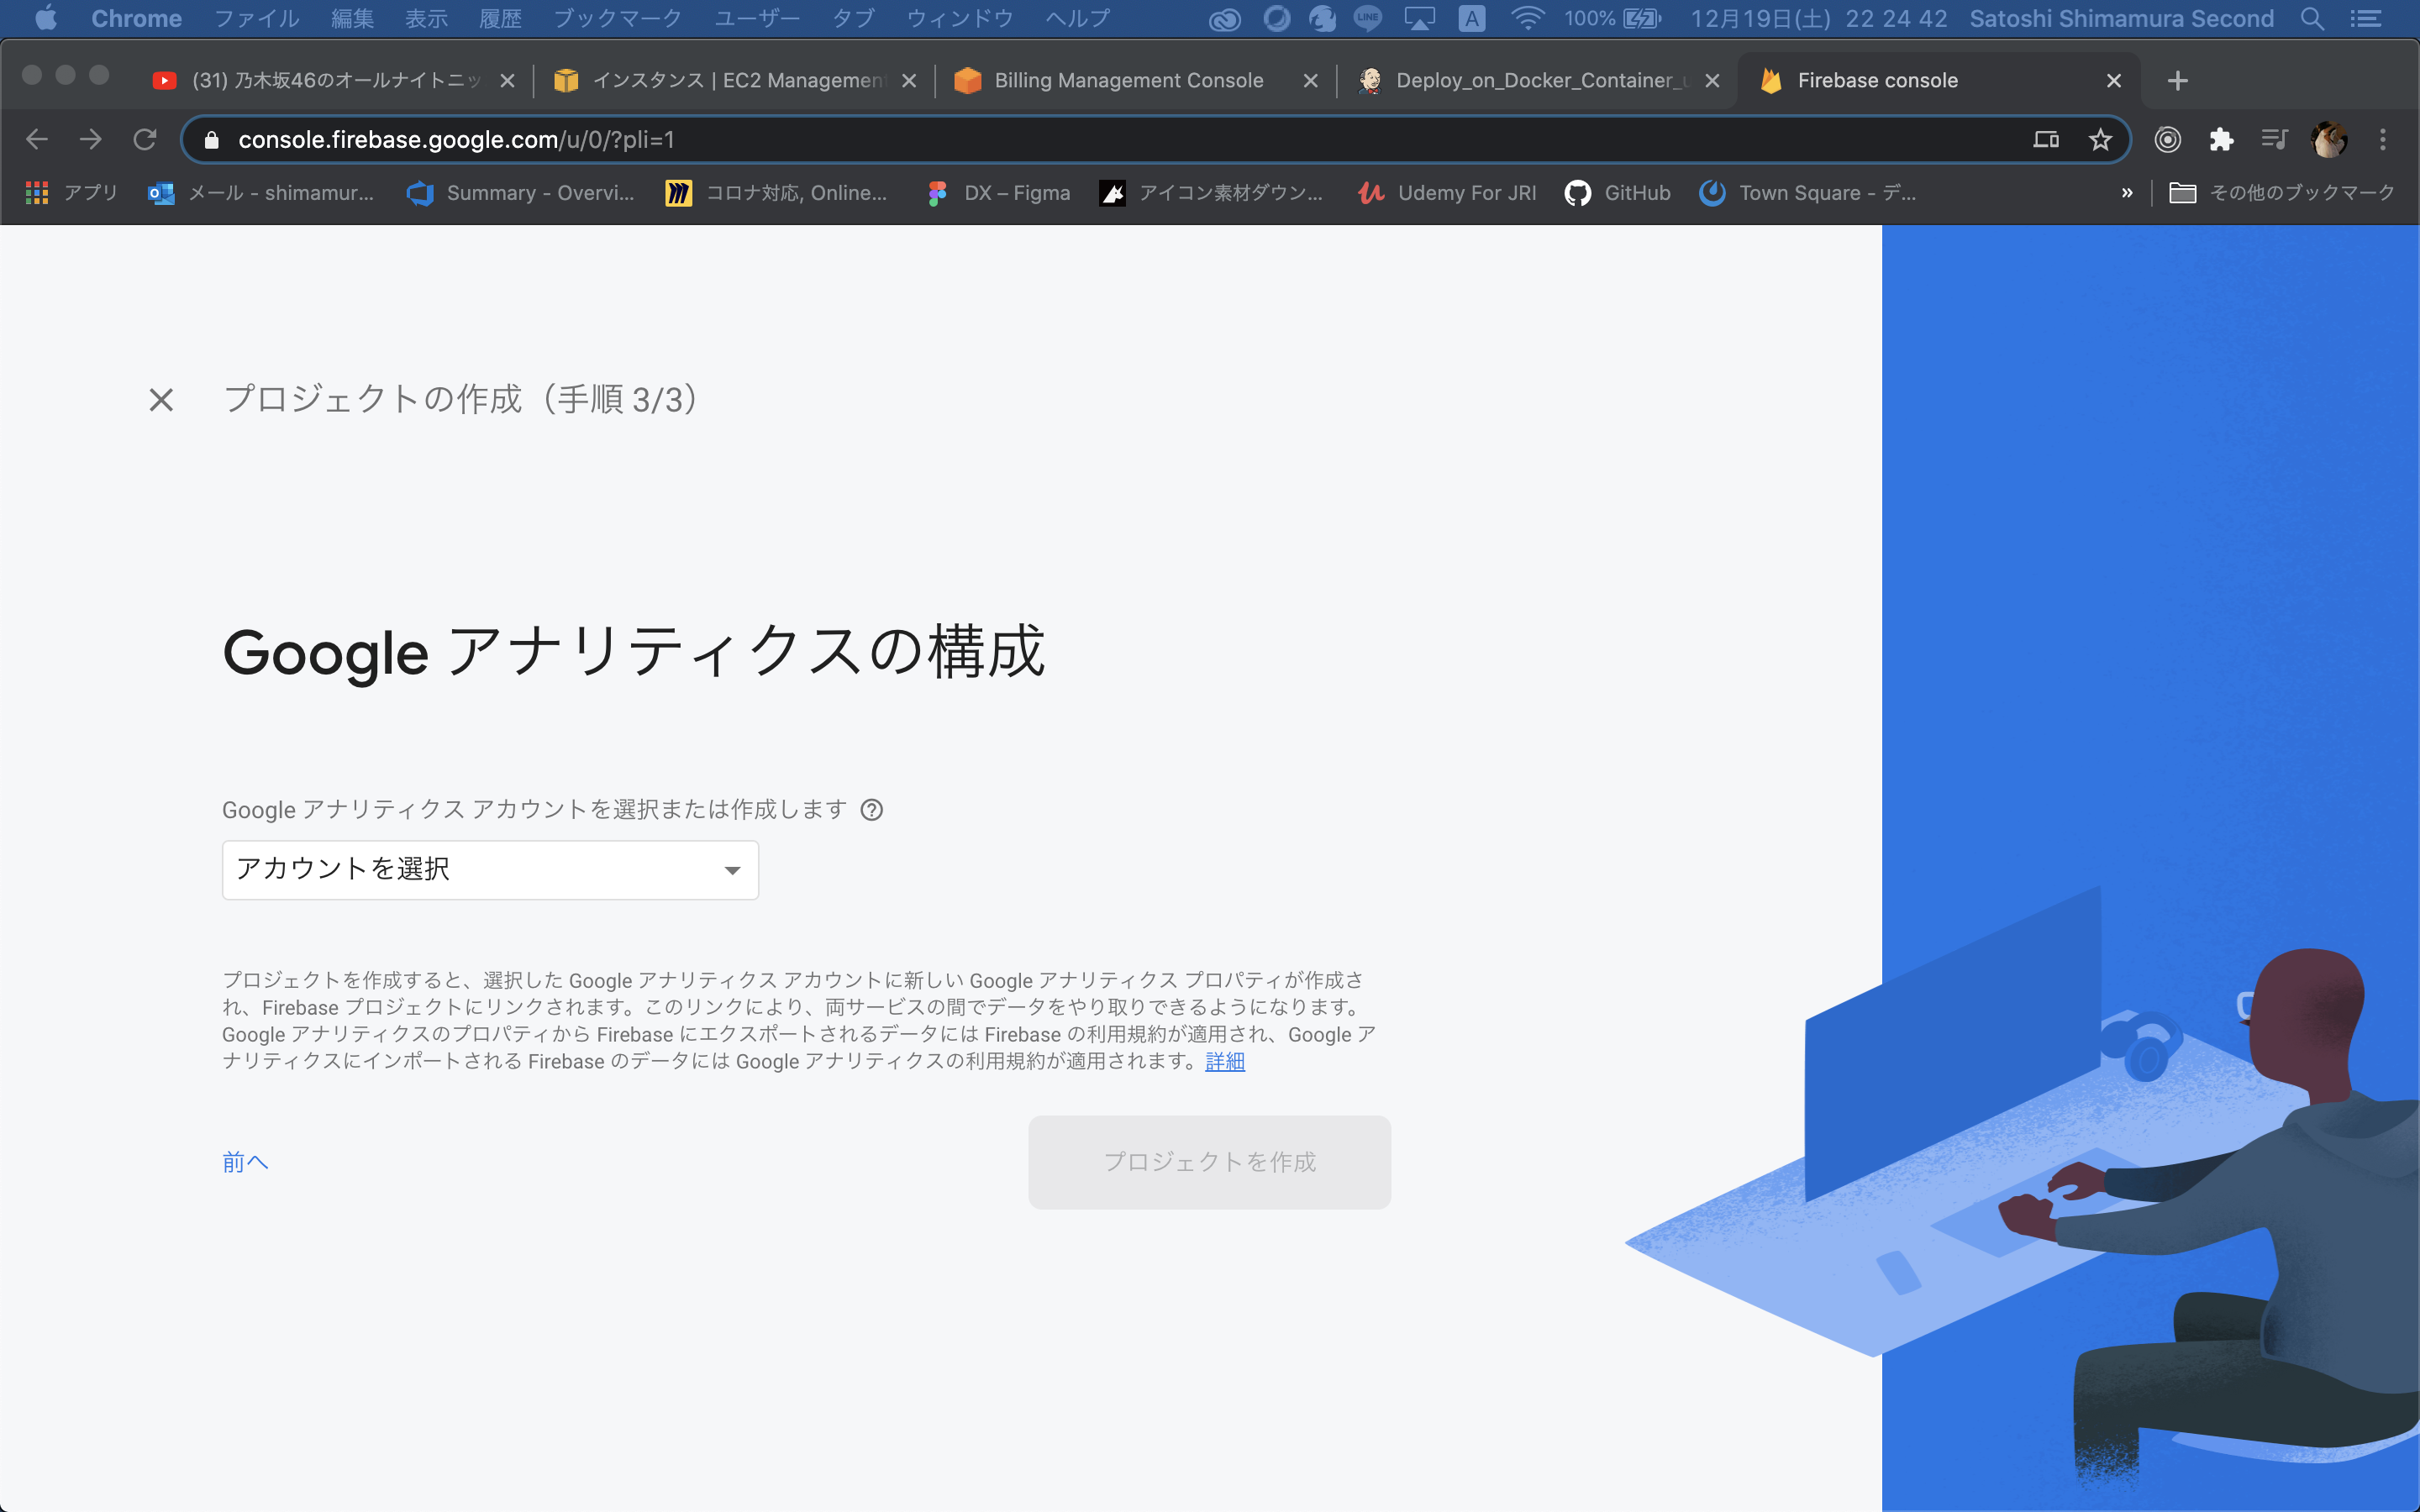 Chrome ファイル 編集 表示 履歴 ブックマーク ユーザー タブ ウィンドウ ヘルプ LINE A 100% 12月19日(土) 22 24 42 Satoshi Shimamura Second
(31) 乃木坂46のオールナイトニッ インスタンス | EC2 Management Billing Management Console Deploy_on_Docker_Container_u Firebase console
console.firebase.google.com/u/0/?pli=1
アプリ メール - shimamur... Summary - Overvi... コロナ対応, Online... DX – Figma アイコン素材ダウン... Udemy For JRI GitHub Town Square - デ... » その他のブックマーク
プロジェクトの作成（手順 3/3）
Google アナリティクスの構成
Google アナリティクス アカウントを選択または作成します
アカウントを選択
プロジェクトを作成すると、選択した Google アナリティクス アカウントに新しい Google アナリティクス プロパティが作成さ
れ、Firebase プロジェクトにリンクされます。このリンクにより、両サービスの間でデータをやり取りできるようになります。
Google アナリティクスのプロパティから Firebase にエクスポートされるデータには Firebase の利用規約が適用され、Google ア
ナリティクスにインポートされる Firebase のデータには Google アナリティクスの利用規約が適用されます。詳細
前へ
プロジェクトを作成